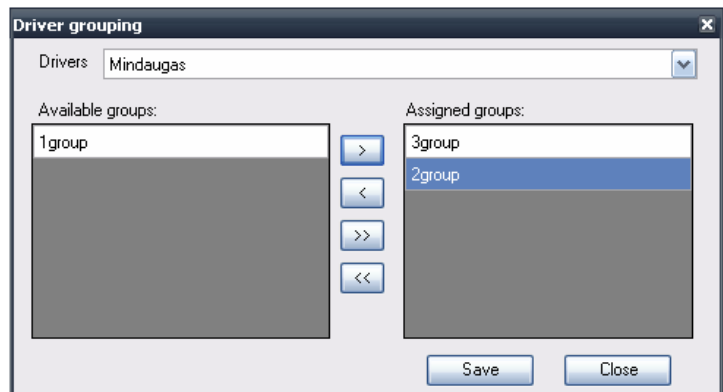 Driver grouping
Drivers Mindaugas
Available groups: Assigned groups:
1group > 3group
2group
<
>>
<<
Save Close